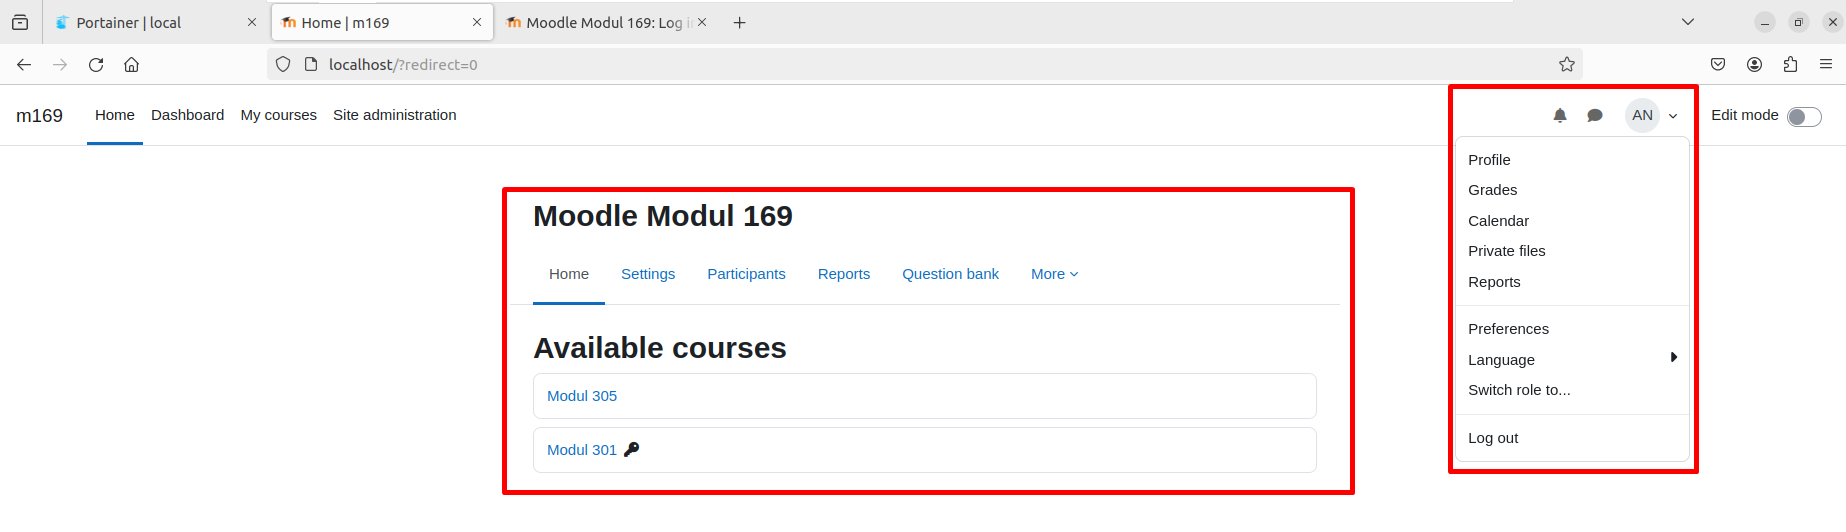 Portainer | local
Home | m169
Moodle Modul 169: Log i
localhost/?redirect=0
m169 Home Dashboard My courses Site administration AN Edit mode
Profile
Grades
Calendar
Private files
Reports
Preferences
Language
Switch role to...
Log out
Moodle Modul 169
Home Settings Participants Reports Question bank More
Available courses
Modul 305
Modul 301